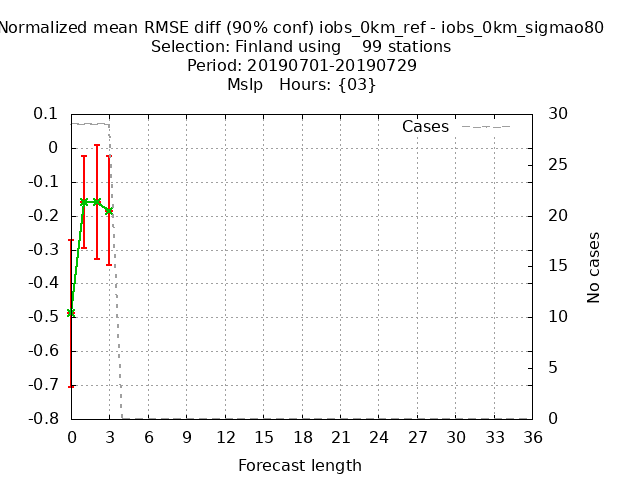 Normalized mean RMSE diff (90% conf) iobs_0km_ref - iobs_0km_sigmao80
Selection: Finland using 99 stations
Period: 20190701-20190729
Mslp Hours: {03}
Cases
0.1
0
-0.1
-0.2
-0.3
-0.4
-0.5
-0.6
-0.7
-0.8
30
25
20
15
10
5
0
No cases
0 3 6 9 12 15 18 21 24 27 30 33 36
Forecast length